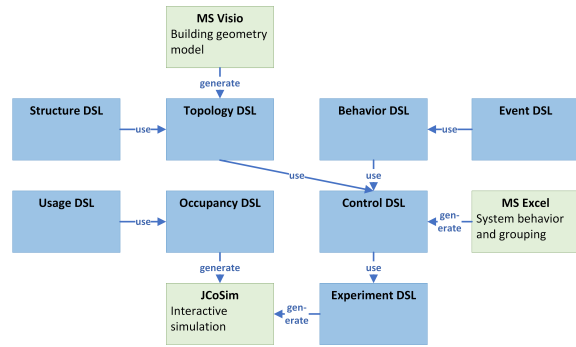 MS Visio
Building geometry
model
generate
Structure DSL
use
Topology DSL
Behavior DSL
use
Event DSL
use
use
Usage DSL
use
Occupancy DSL
Control DSL
gen-
erate
MS Excel
System behavior
and grouping
generate
use
JCoSim
Interactive
simulation
gen-
erate
Experiment DSL